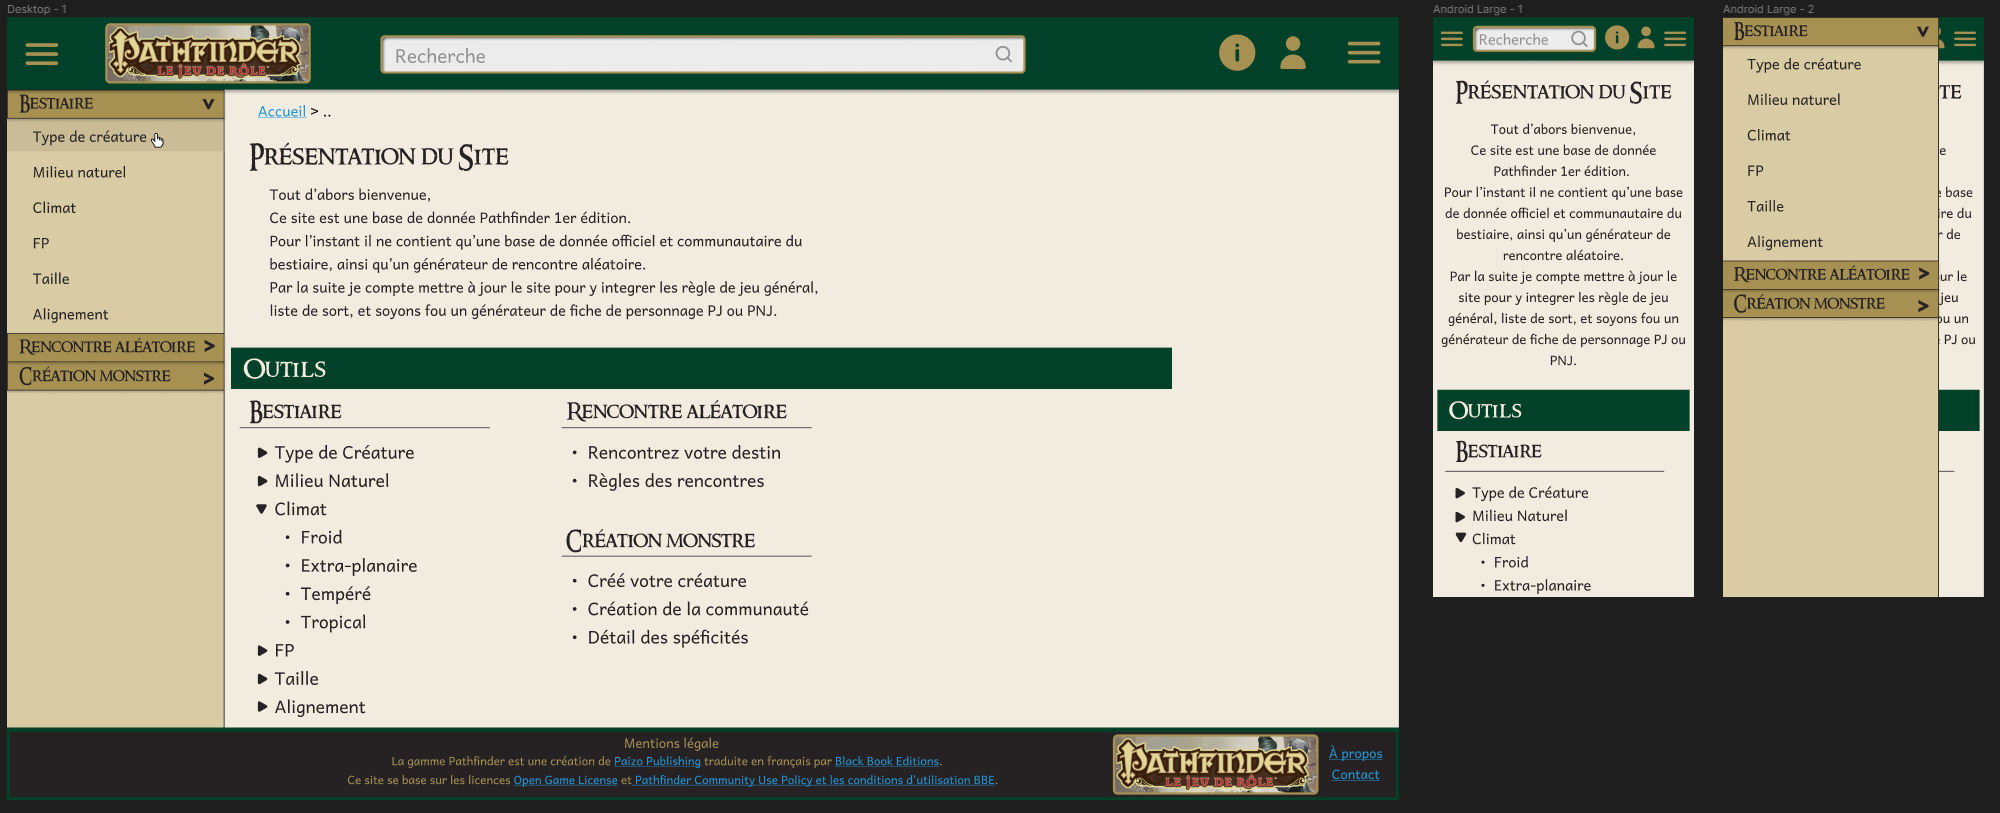 Desktop - 1
PATHFINDER
LE JEU DE RÔLE
Recherche
i
BESTIAIRE
Type de créature
Milieu naturel
Climat
FP
Taille
Alignement
RENCONTRE ALÉATOIRE
CRÉATION MONSTRE
Accueil > ..
PRÉSENTATION DU SITE
Tout d'abors bienvenue,
Ce site est une base de donnée Pathfinder 1er édition.
Pour l'instant il ne contient qu'une base de donnée officiel et communautaire du
bestiaire, ainsi qu'un générateur de rencontre aléatoire.
Par la suite je compte mettre à jour le site pour y integrer les règle de jeu général,
liste de sort, et soyons fou un générateur de fiche de personnage PJ ou PNJ.
OUTILS
BESTIAIRE
Type de Créature
Milieu Naturel
Climat
• Froid
• Extra-planaire
• Tempéré
• Tropical
FP
Taille
Alignement
RENCONTRE ALÉATOIRE
• Rencontrez votre destin
• Règles des rencontres
CRÉATION MONSTRE
• Créé votre créature
• Création de la communauté
• Détail des spéficités
Mentions légale
La gamme Pathfinder est une création de Paizo Publishing traduite en français par Black Book Editions.
Ce site se base sur les licences Open Game License et Pathfinder Community Use Policy et les conditions d'utilisation BBE.
PATHFINDER
LE JEU DE RÔLE
À propos
Contact
Android Large - 1
Recherche
i
PRÉSENTATION DU SITE
Tout d'abors bienvenue,
Ce site est une base de donnée
Pathfinder 1er édition.
Pour l'instant il ne contient qu'une base
de donnée officiel et communautaire du
bestiaire, ainsi qu'un générateur de
rencontre aléatoire.
Par la suite je compte mettre à jour le
site pour y integrer les règle de jeu
général, liste de sort, et soyons fou un
générateur de fiche de personnage PJ ou
PNJ.
OUTILS
BESTIAIRE
Type de Créature
Milieu Naturel
Climat
• Froid
• Extra-planaire
Android Large - 2
BESTIAIRE
Type de créature
Milieu naturel
Climat
FP
Taille
Alignement
RENCONTRE ALÉATOIRE
CRÉATION MONSTRE
TE
e
e base
ire du
r de
ur le
jeu
ou un
e PJ ou